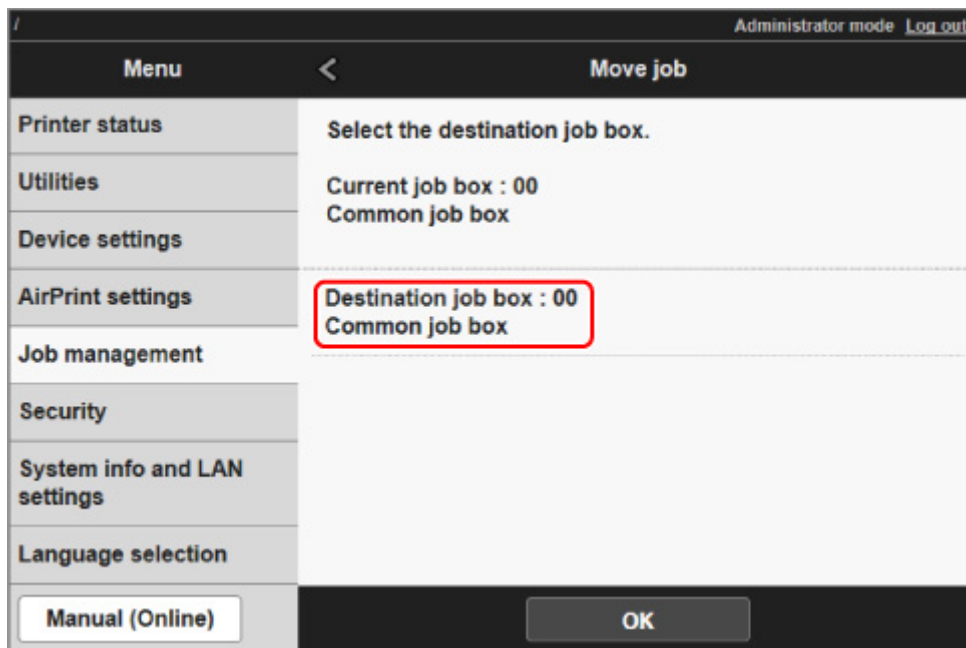 /
Administrator mode Log out
Menu
Move job
Printer status
Utilities
Device settings
AirPrint settings
Job management
Security
System info and LAN
settings
Language selection
Manual (Online)
Select the destination job box.
Current job box : 00
Common job box
Destination job box : 00
Common job box
OK